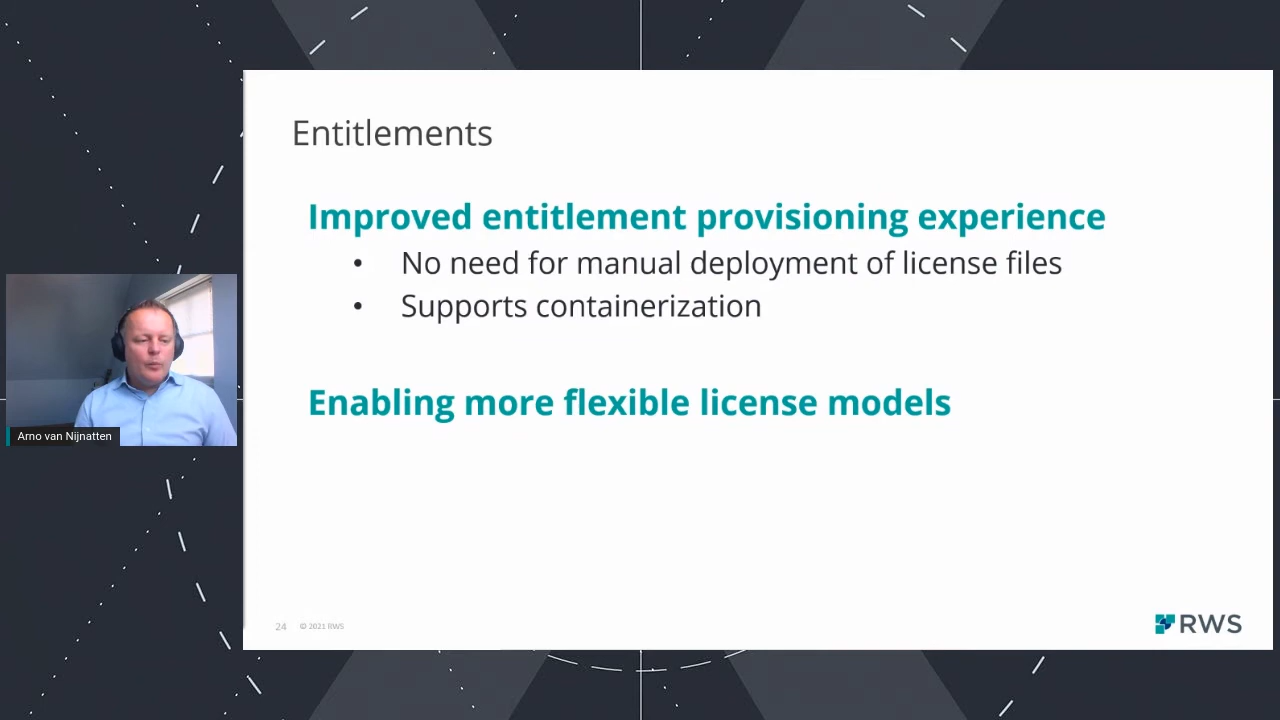 Entitlements
Improved entitlement provisioning experience
• No need for manual deployment of license files
• Supports containerization
Enabling more flexible license models
Arno van Nijnatten
24 © 2021 RWS
RWS